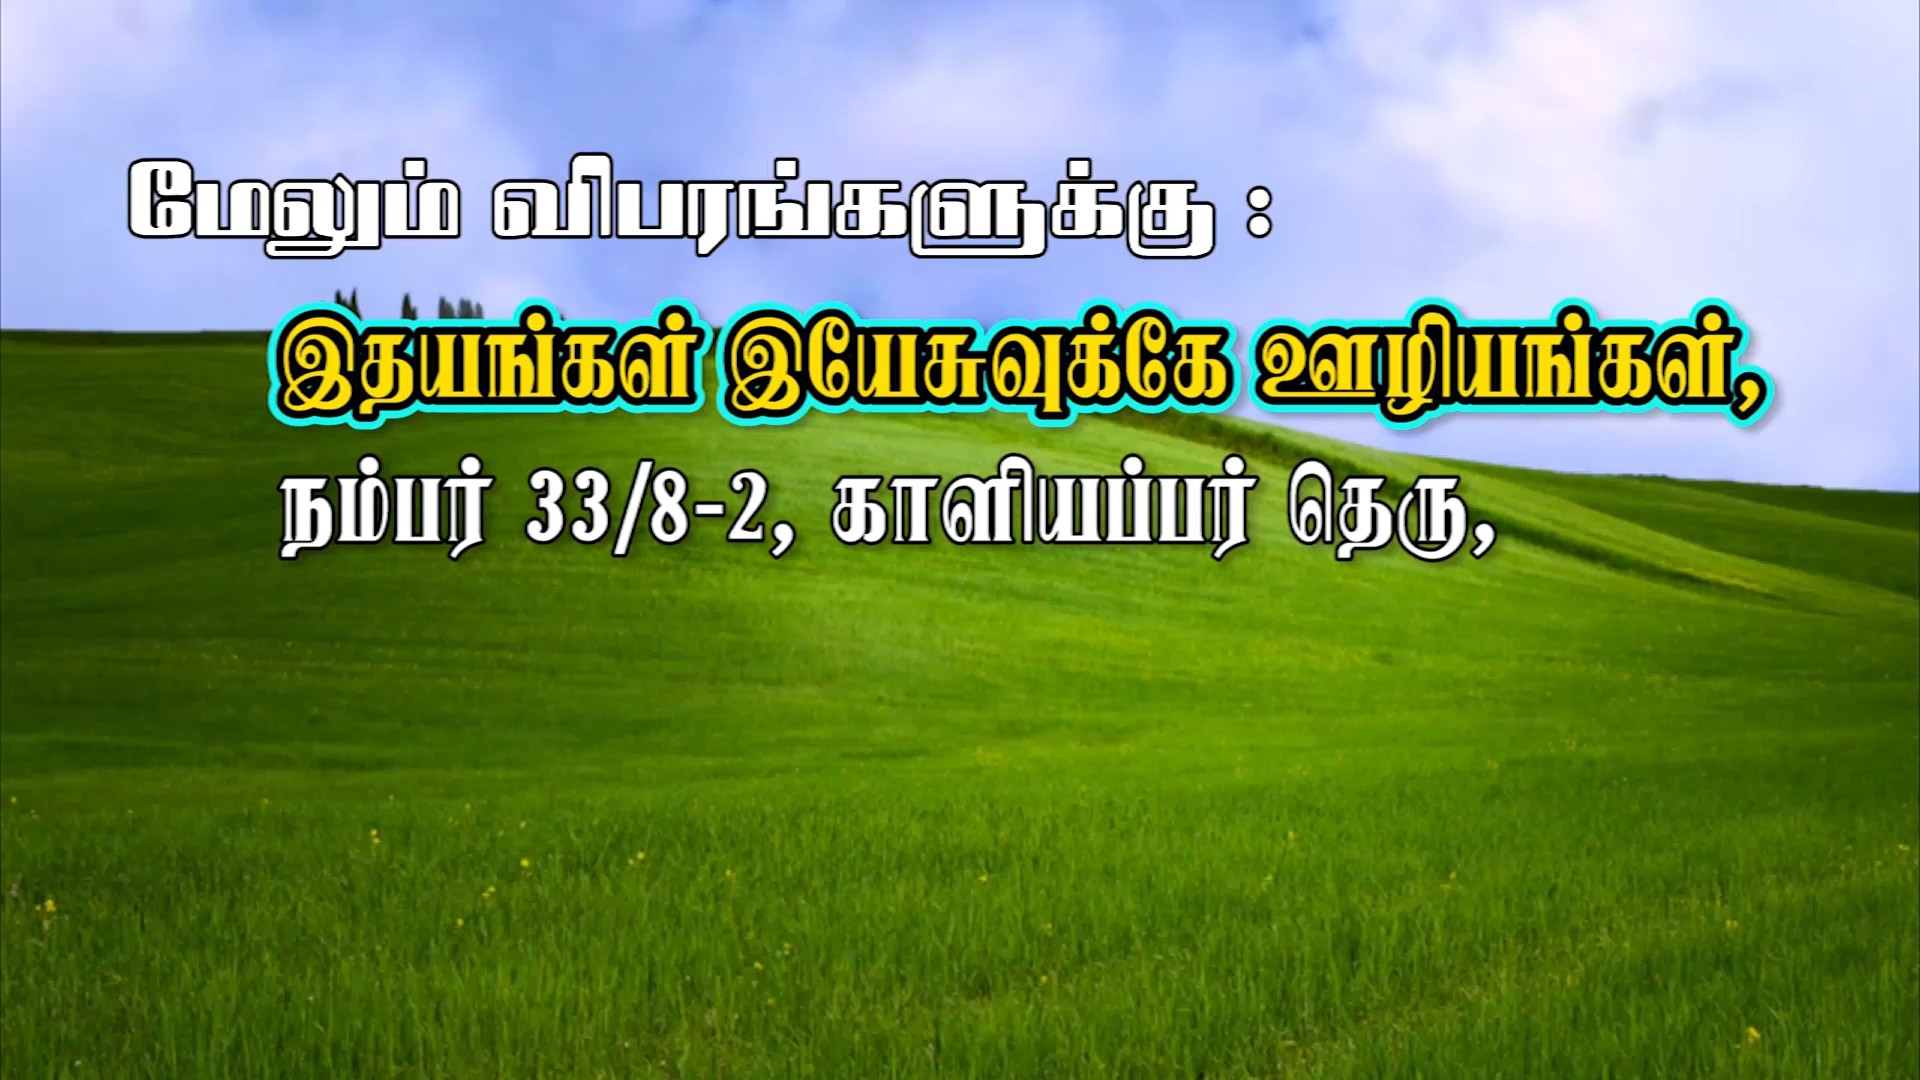 மேலும் விபரங்களுக்கு :
இதயங்கள் இயேசுவுக்கே ஊழியங்கள்,
நம்பர் 33/8-2, காளியப்பர் தெரு,